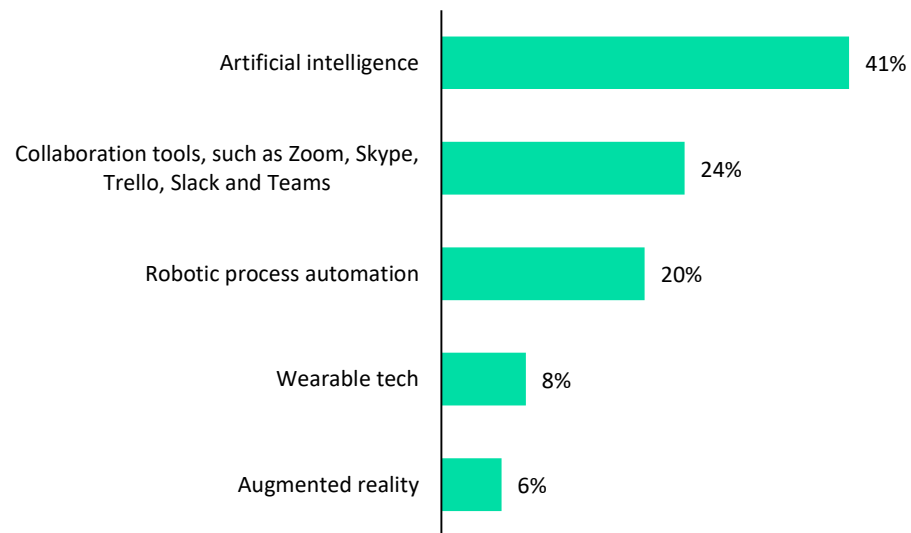 Artificial intelligence
41%
Collaboration tools, such as Zoom, Skype,
Trello, Slack and Teams
24%
Robotic process automation
20%
Wearable tech
8%
Augmented reality
6%